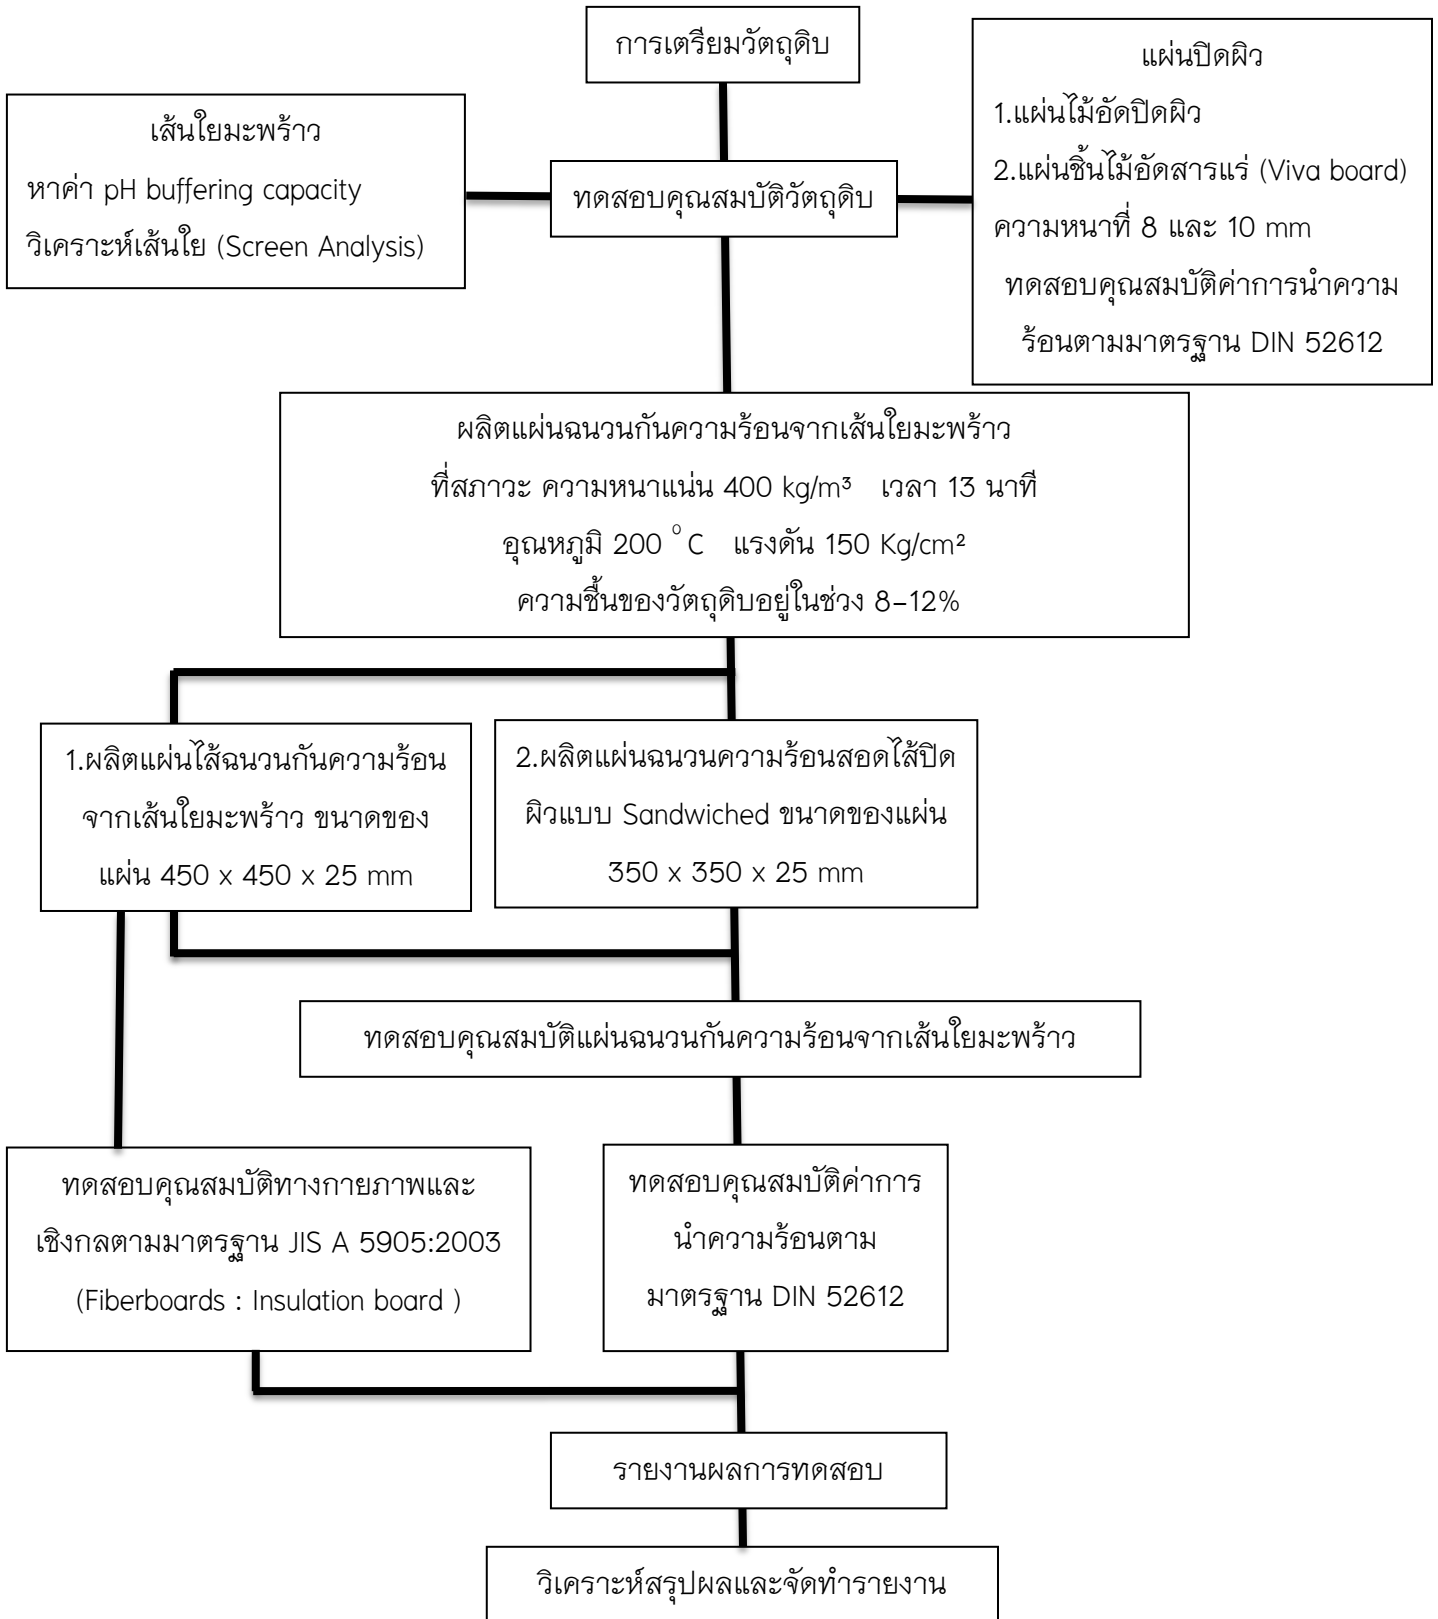 การเตรียมวัตถุดิบ
แผ่นปิดผิว
1.แผ่นไม้อัดปิดผิว
2.แผ่นชิ้นไม้อัดสารแร่ (Viva board)
ความหนาที่ 8 และ 10 mm
ทดสอบคุณสมบัติค่าการนำความ
ร้อนตามมาตรฐาน DIN 52612
เส้นใยมะพร้าว
หาค่า pH buffering capacity
วิเคราะห์เส้นใย (Screen Analysis)
ทดสอบคุณสมบัติวัตถุดิบ
ผลิตแผ่นฉนวนกันความร้อนจากเส้นใยมะพร้าว
ที่สภาวะ ความหนาแน่น 400 kg/m³ เวลา 13 นาที
อุณหภูมิ 200 ⁰ C แรงดัน 150 Kg/cm²
ความชื้นของวัตถุดิบอยู่ในช่วง 8–12%
1.ผลิตแผ่นไส้ฉนวนกันความร้อน
จากเส้นใยมะพร้าว ขนาดของ
แผ่น 450 x 450 x 25 mm
2.ผลิตแผ่นฉนวนความร้อนสอดไส้ปิด
ผิวแบบ Sandwiched ขนาดของแผ่น
350 x 350 x 25 mm
ทดสอบคุณสมบัติแผ่นฉนวนกันความร้อนจากเส้นใยมะพร้าว
ทดสอบคุณสมบัติทางกายภาพและ
เชิงกลตามมาตรฐาน JIS A 5905:2003
(Fiberboards : Insulation board )
ทดสอบคุณสมบัติค่าการ
นำความร้อนตาม
มาตรฐาน DIN 52612
รายงานผลการทดสอบ
วิเคราะห์สรุปผลและจัดทำรายงาน